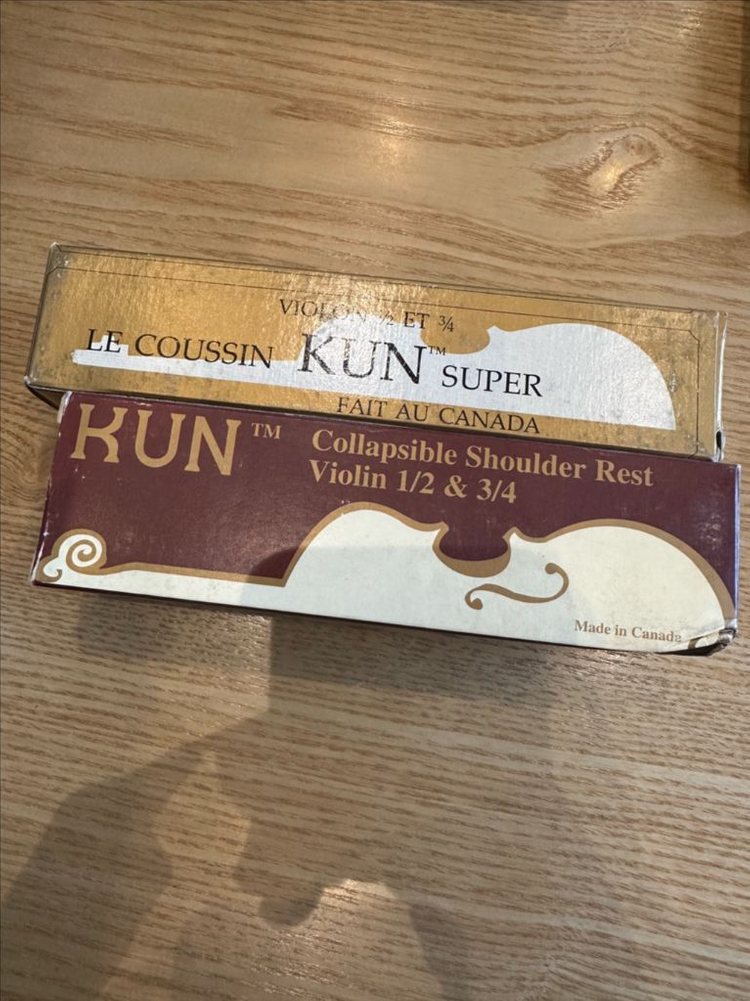 VIOLON ½ ET ¾
LE COUSSIN KUN™ SUPER
FAIT AU CANADA
KUN™
Collapsible Shoulder Rest
Violin 1/2 & 3/4
Made in Canada